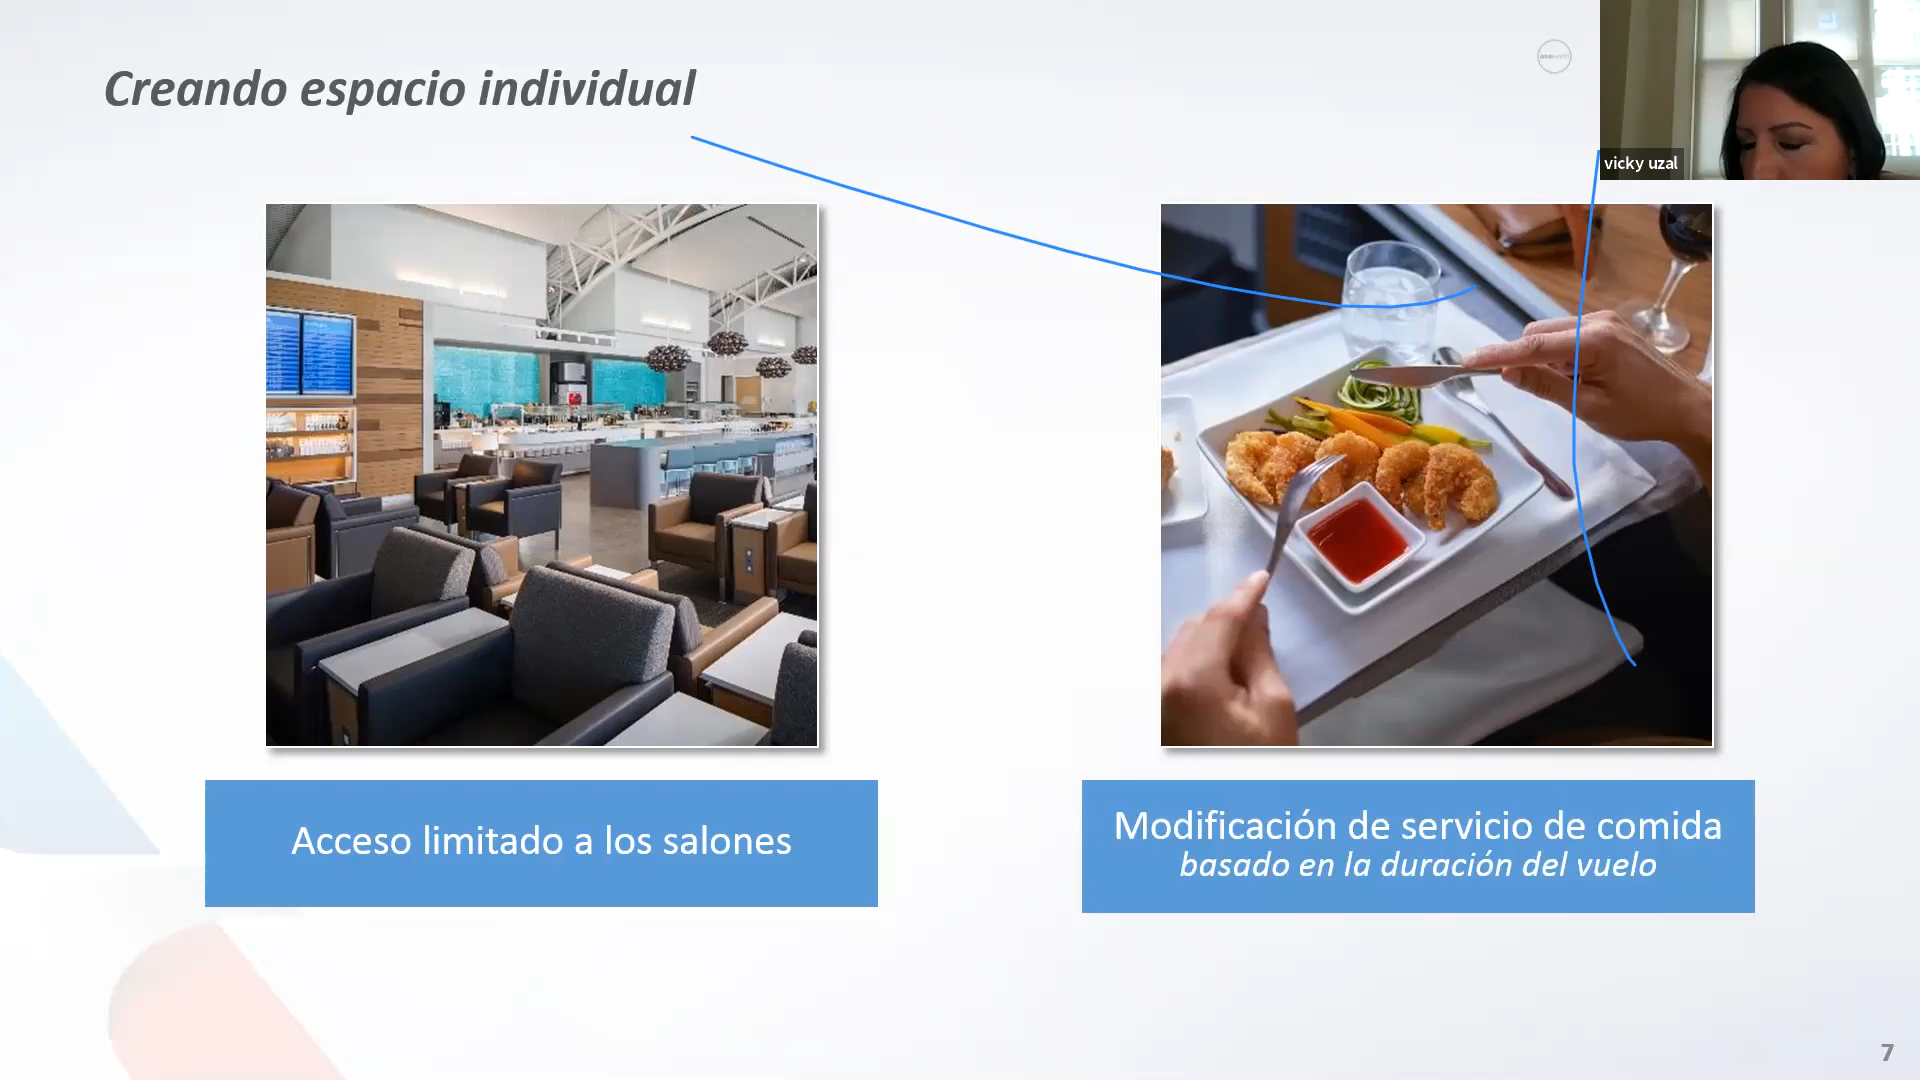 Creando espacio individual
oneworld
vicky uzal
Acceso limitado a los salones
Modificación de servicio de comida
basado en la duración del vuelo
7